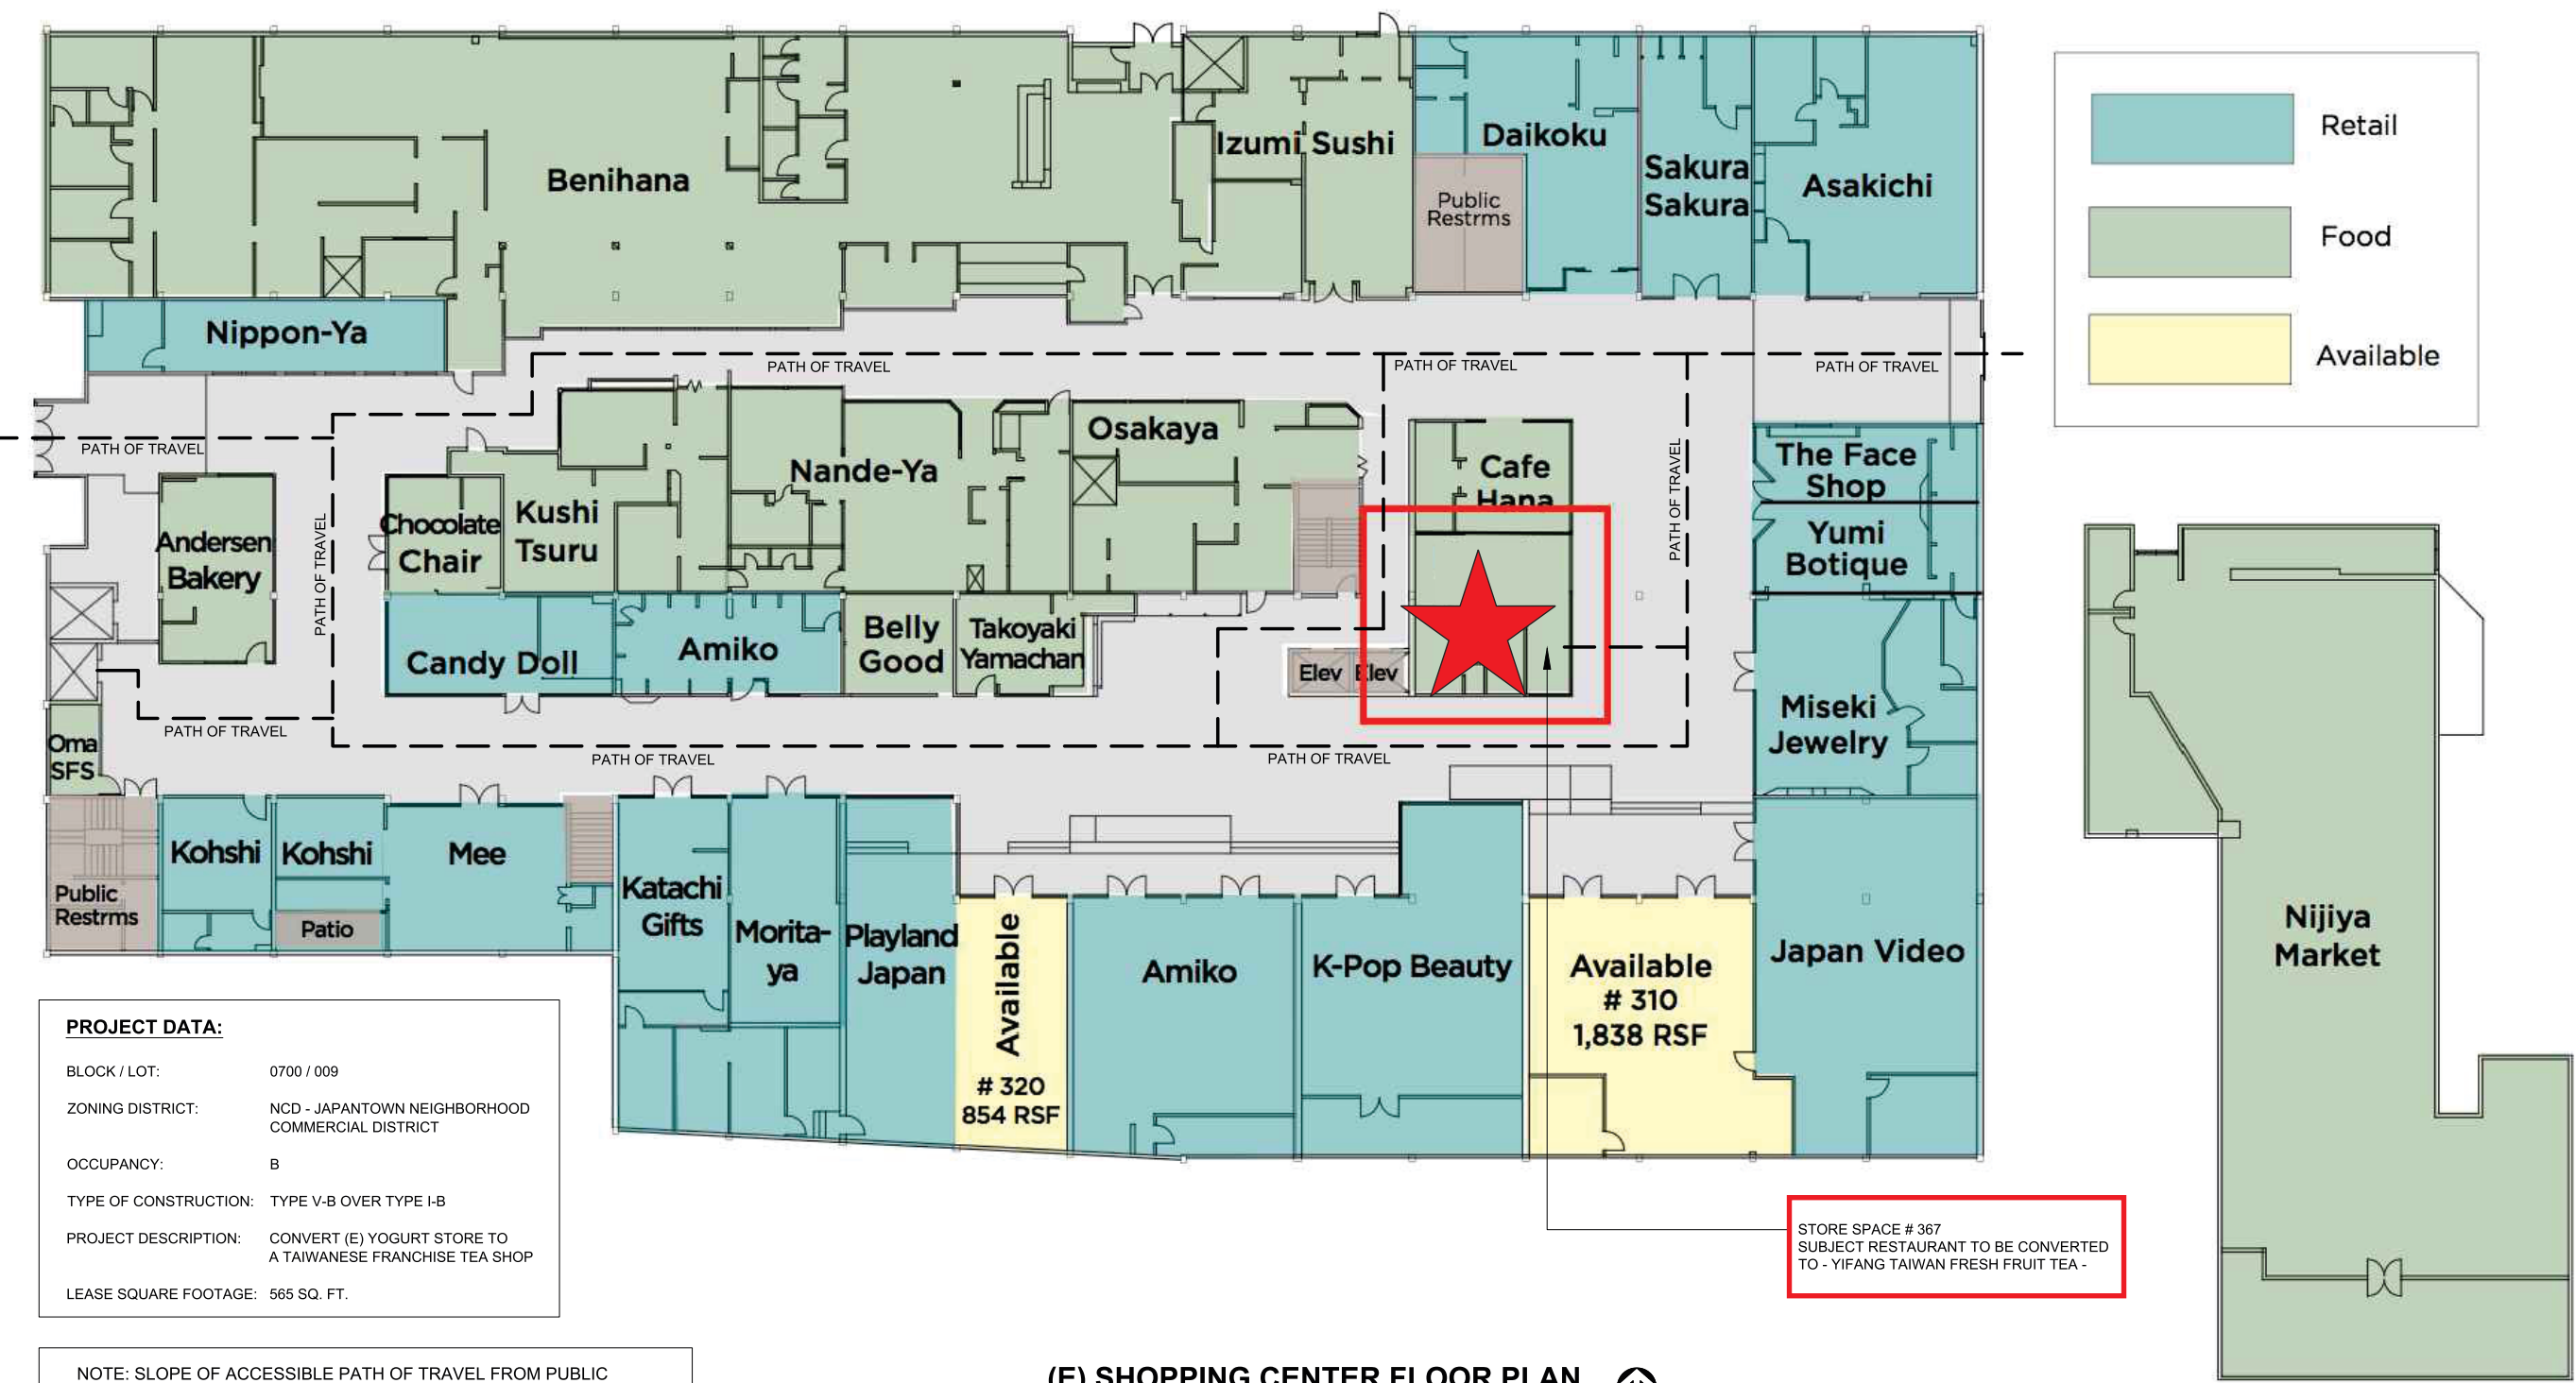 Benihana
Izumi Sushi
Daikoku
Public
Restrms
Sakura
Sakura
Asakichi
Retail
Food
Available
Nippon-Ya
PATH OF TRAVEL
PATH OF TRAVEL
PATH OF TRAVEL
PATH OF TRAVEL
PATH OF TRAVEL
PATH OF TRAVEL
Andersen
Bakery
Chocolate
Chair
Kushi
Tsuru
Nande-Ya
Osakaya
Cafe
Hana
The Face
Shop
Yumi
Botique
Candy Doll
Amiko
Belly
Good
Takoyaki
Yamachan
Elev
Elev
Miseki
Jewelry
PATH OF TRAVEL
PATH OF TRAVEL
PATH OF TRAVEL
PATH OF TRAVEL
Oma
SFS
Public
Restrms
Kohshi
Kohshi
Patio
Mee
Katachi
Gifts
Morita-
ya
Playland
Japan
Available
# 320
854 RSF
Amiko
K-Pop Beauty
Available
# 310
1,838 RSF
Japan Video
Nijiya
Market
PROJECT DATA:
BLOCK / LOT: 0700 / 009
ZONING DISTRICT: NCD - JAPANTOWN NEIGHBORHOOD
COMMERCIAL DISTRICT
OCCUPANCY: B
TYPE OF CONSTRUCTION: TYPE V-B OVER TYPE I-B
PROJECT DESCRIPTION: CONVERT (E) YOGURT STORE TO
A TAIWANESE FRANCHISE TEA SHOP
LEASE SQUARE FOOTAGE: 565 SQ. FT.
STORE SPACE # 367
SUBJECT RESTAURANT TO BE CONVERTED
TO - YIFANG TAIWAN FRESH FRUIT TEA -
NOTE: SLOPE OF ACCESSIBLE PATH OF TRAVEL FROM PUBLIC
(E) SHOPPING CENTER FLOOR PLAN